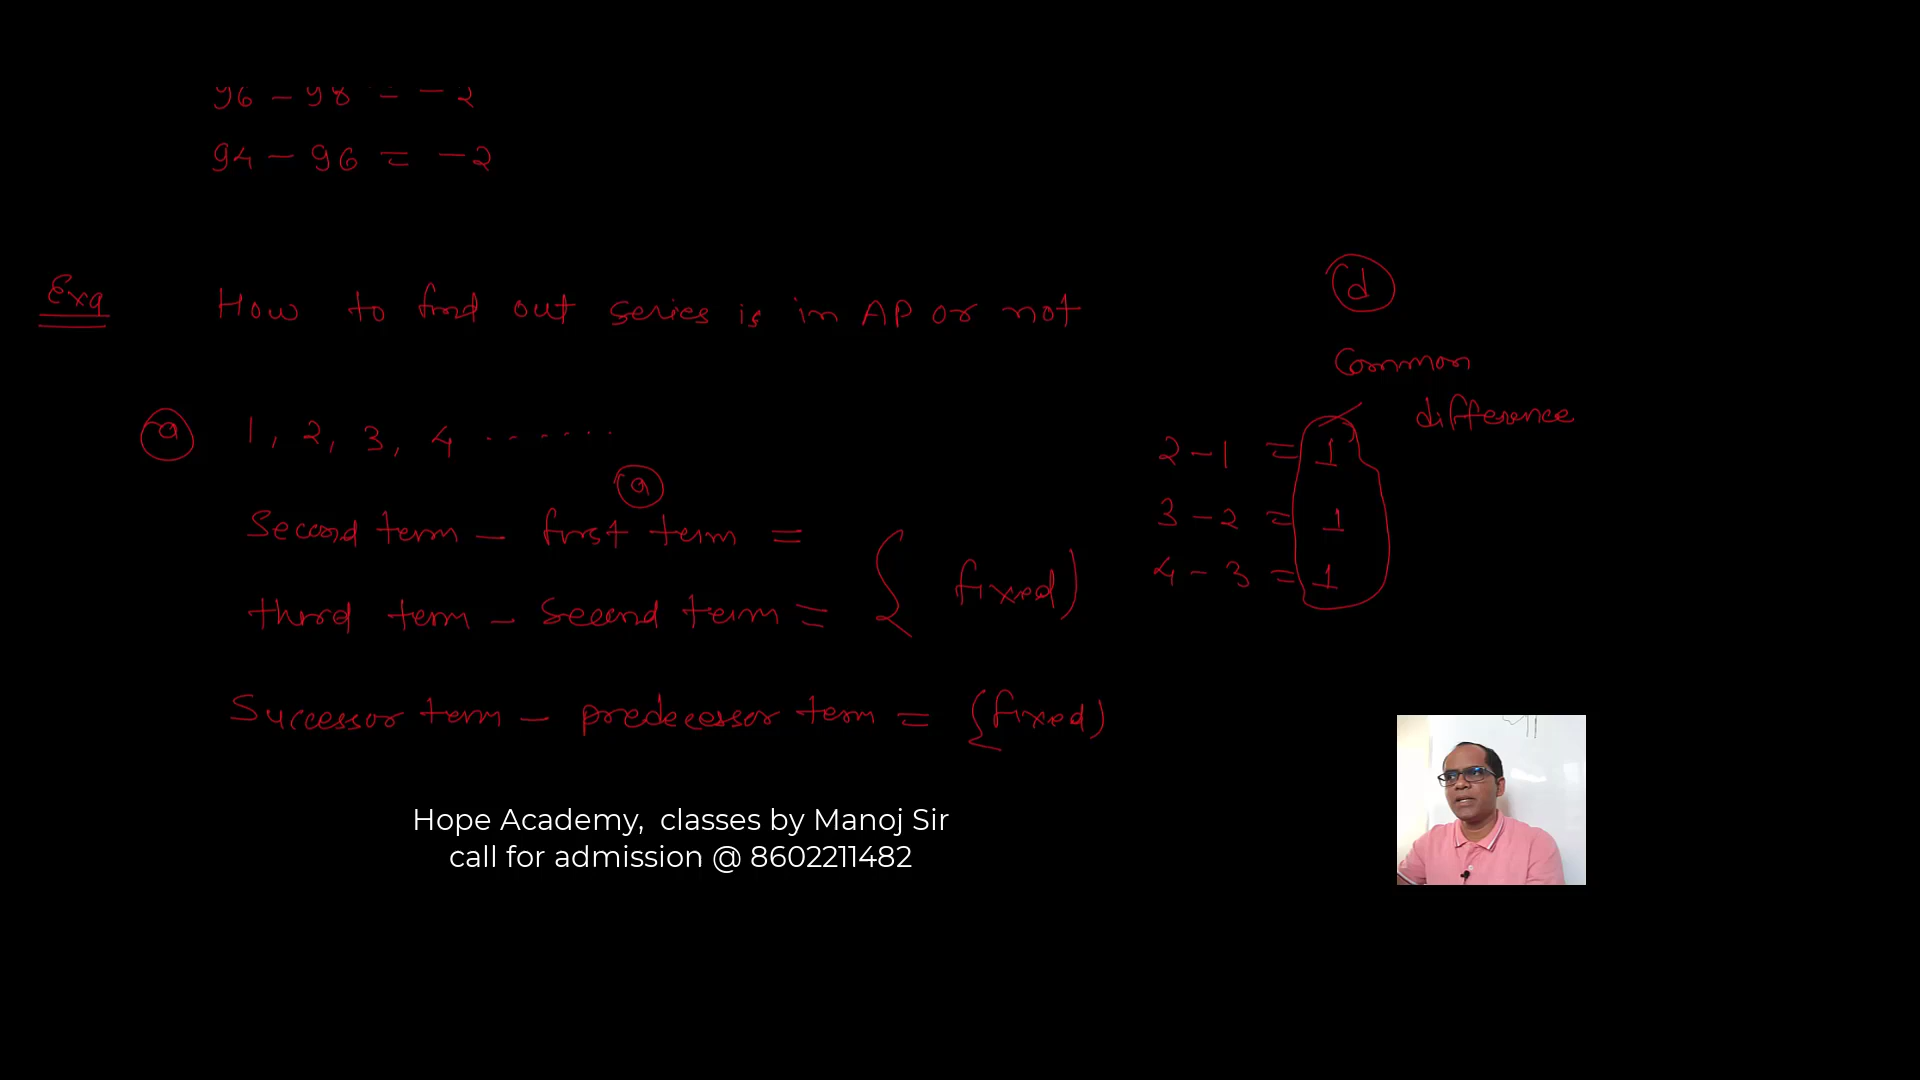 96 - 98 = -2
94 - 96 = -2
Exa How to find out series is in AP or not
d
Common
difference
a 1, 2, 3, 4 .......
a
Second term - first term =
third term - second term = { fixed)
2 - 1 = 1
3 - 2 = 1
4 - 3 = 1
Successor term - predecessor term = {fixed)
Hope Academy, classes by Manoj Sir
call for admission @ 8602211482